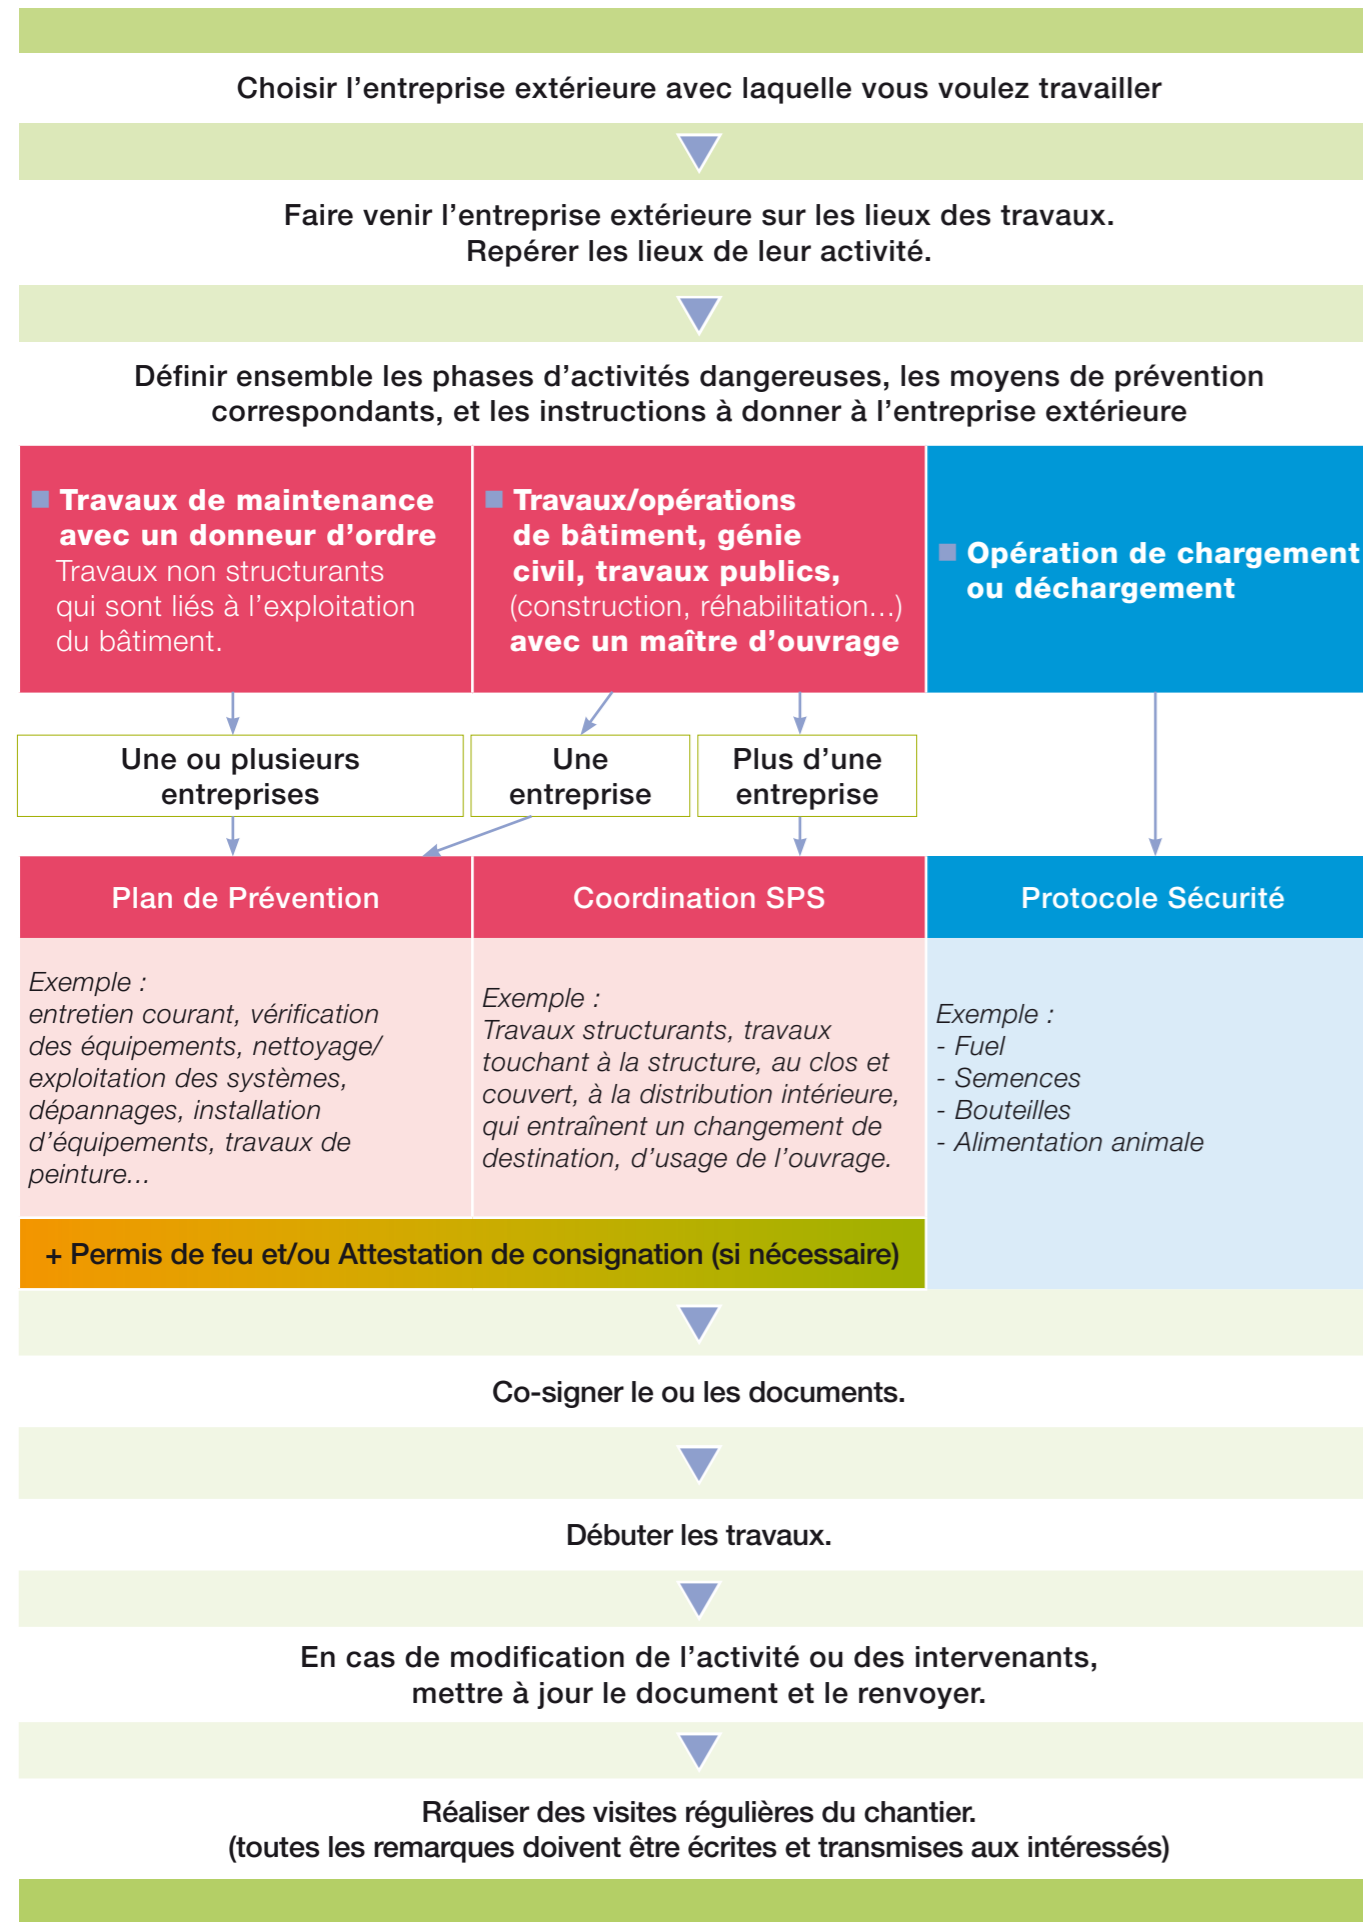 Choisir l’entreprise extérieure avec laquelle vous voulez travailler
Faire venir l’entreprise extérieure sur les lieux des travaux.
Repérer les lieux de leur activité.
Définir ensemble les phases d’activités dangereuses, les moyens de prévention
correspondants, et les instructions à donner à l’entreprise extérieure
Travaux de maintenance
avec un donneur d’ordre
Travaux non structurants
qui sont liés à l’exploitation
du bâtiment.
Travaux/opérations
de bâtiment, génie
civil, travaux publics,
(construction, réhabilitation…)
avec un maître d’ouvrage
Opération de chargement
ou déchargement
Une ou plusieurs
entreprises
Une
entreprise
Plus d’une
entreprise
Plan de Prévention
Coordination SPS
Protocole Sécurité
Exemple :
entretien courant, vérification
des équipements, nettoyage/
exploitation des systèmes,
dépannages, installation
d’équipements, travaux de
peinture…
Exemple :
Travaux structurants, travaux
touchant à la structure, au clos et
couvert, à la distribution intérieure,
qui entraînent un changement de
destination, d’usage de l’ouvrage.
Exemple :
- Fuel
- Semences
- Bouteilles
- Alimentation animale
+ Permis de feu et/ou Attestation de consignation (si nécessaire)
Co-signer le ou les documents.
Débuter les travaux.
En cas de modification de l’activité ou des intervenants,
mettre à jour le document et le renvoyer.
Réaliser des visites régulières du chantier.
(toutes les remarques doivent être écrites et transmises aux intéressés)